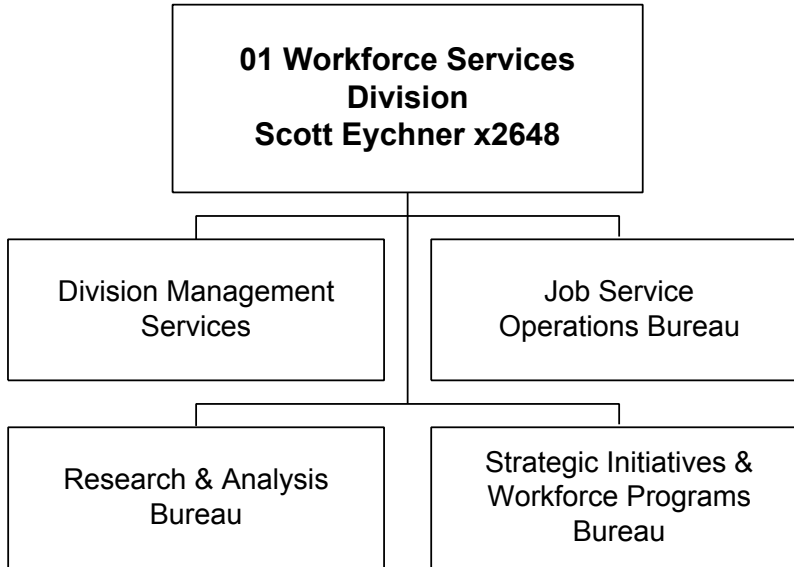 01 Workforce Services
Division
Scott Eychner x2648
Division Management
Services
Job Service
Operations Bureau
Research & Analysis
Bureau
Strategic Initiatives &
Workforce Programs
Bureau